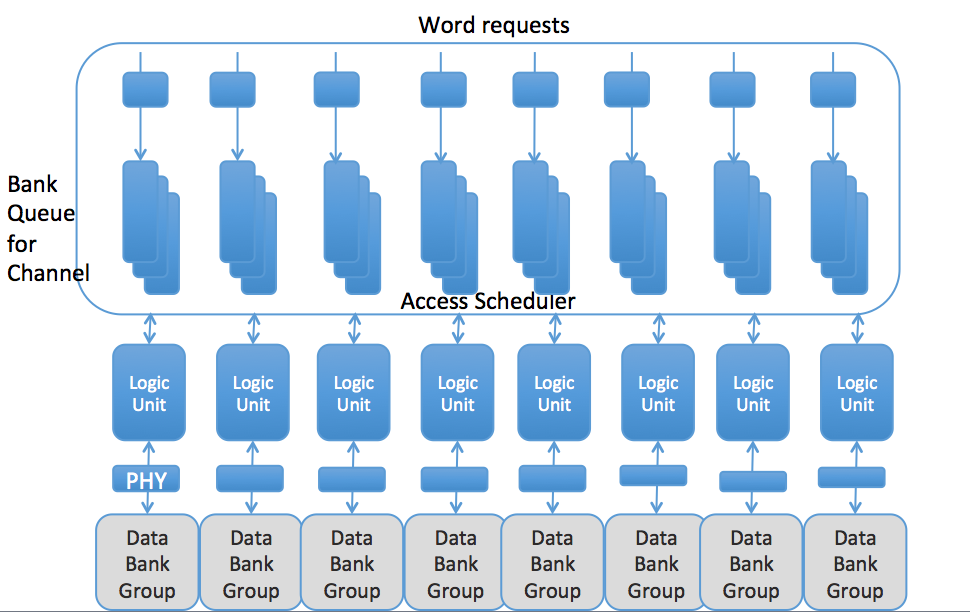 Word requests
Bank
Queue
for
Channel
Access Scheduler
Logic
Unit
Logic
Unit
Logic
Unit
Logic
Unit
Logic
Unit
Logic
Unit
Logic
Unit
Logic
Unit
PHY
Data
Bank
Group
Data
Bank
Group
Data
Bank
Group
Data
Bank
Group
Data
Bank
Group
Data
Bank
Group
Data
Bank
Group
Data
Bank
Group